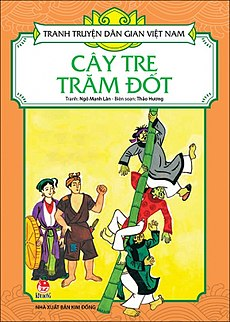 TRANH TRUYỆN DÂN GIAN VIỆT NAM
CÂY TRE
TRĂM ĐỐT
Tranh: Ngô Mạnh Lân - Biên soạn: Thảo Hương
NHÀ XUẤT BẢN KIM ĐỒNG